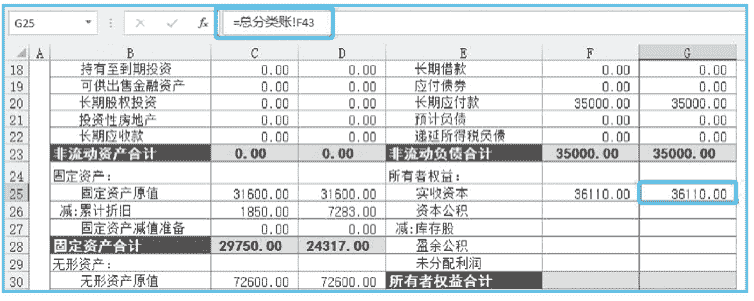 G25 fx =总分类账!F43
A B C D E F G
18 持有至到期投资 0.00 0.00 长期借款 0.00 0.00
19 可供出售金融资产 0.00 0.00 应付债券 0.00 0.00
20 长期股权投资 0.00 0.00 长期应付款 35000.00 35000.00
21 投资性房地产 0.00 0.00 预计负债 0.00 0.00
22 长期应收款 0.00 0.00 递延所得税负债 0.00 0.00
23 非流动资产合计 0.00 0.00 非流动负债合计 35000.00 35000.00
24 固定资产: 所有者权益:
25 固定资产原值 31600.00 31600.00 实收资本 36110.00 36110.00
26 减:累计折旧 1850.00 7283.00 资本公积
27 固定资产减值准备 0.00 0.00 减:库存股
28 固定资产合计 29750.00 24317.00 盈余公积
29 无形资产: 未分配利润
30 无形资产原值 72600.00 72600.00 所有者权益合计